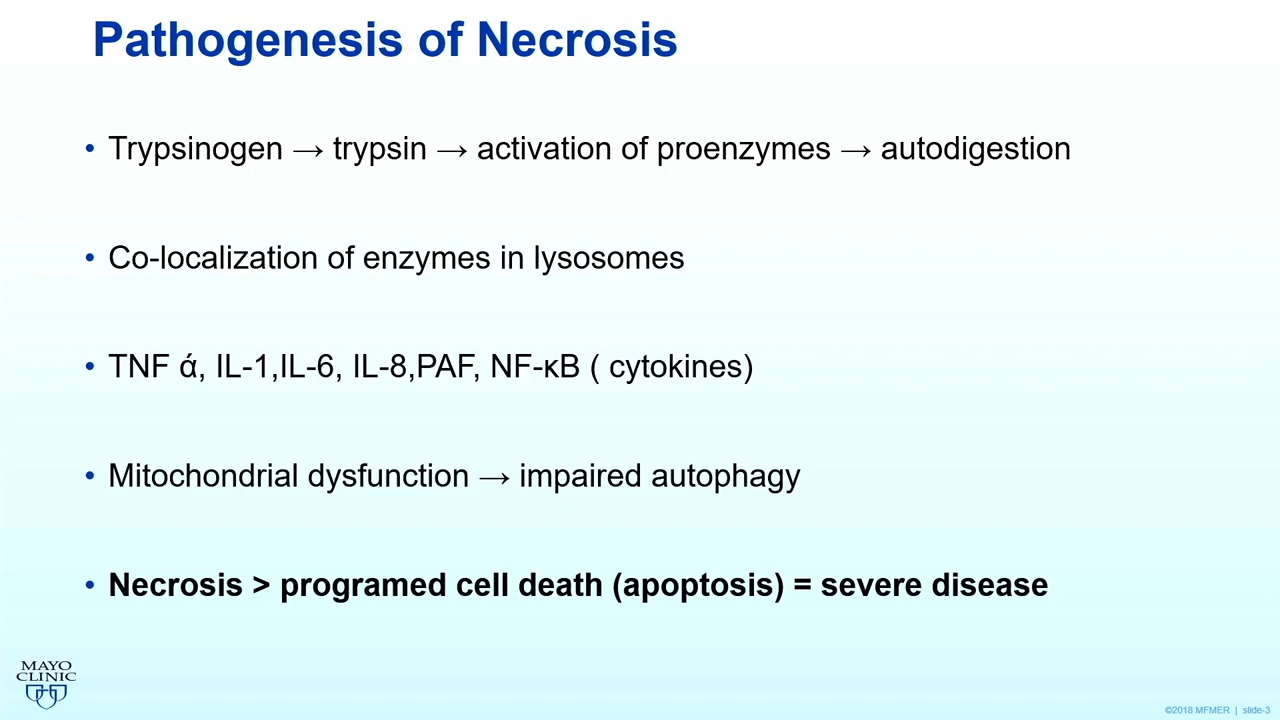 Pathogenesis of Necrosis
• Trypsinogen → trypsin → activation of proenzymes → autodigestion
• Co-localization of enzymes in lysosomes
• TNF ά, IL-1,IL-6, IL-8,PAF, NF-κB ( cytokines)
• Mitochondrial dysfunction → impaired autophagy
• Necrosis > programed cell death (apoptosis) = severe disease
MAYO
CLINIC
©2018 MFMER | slide-3